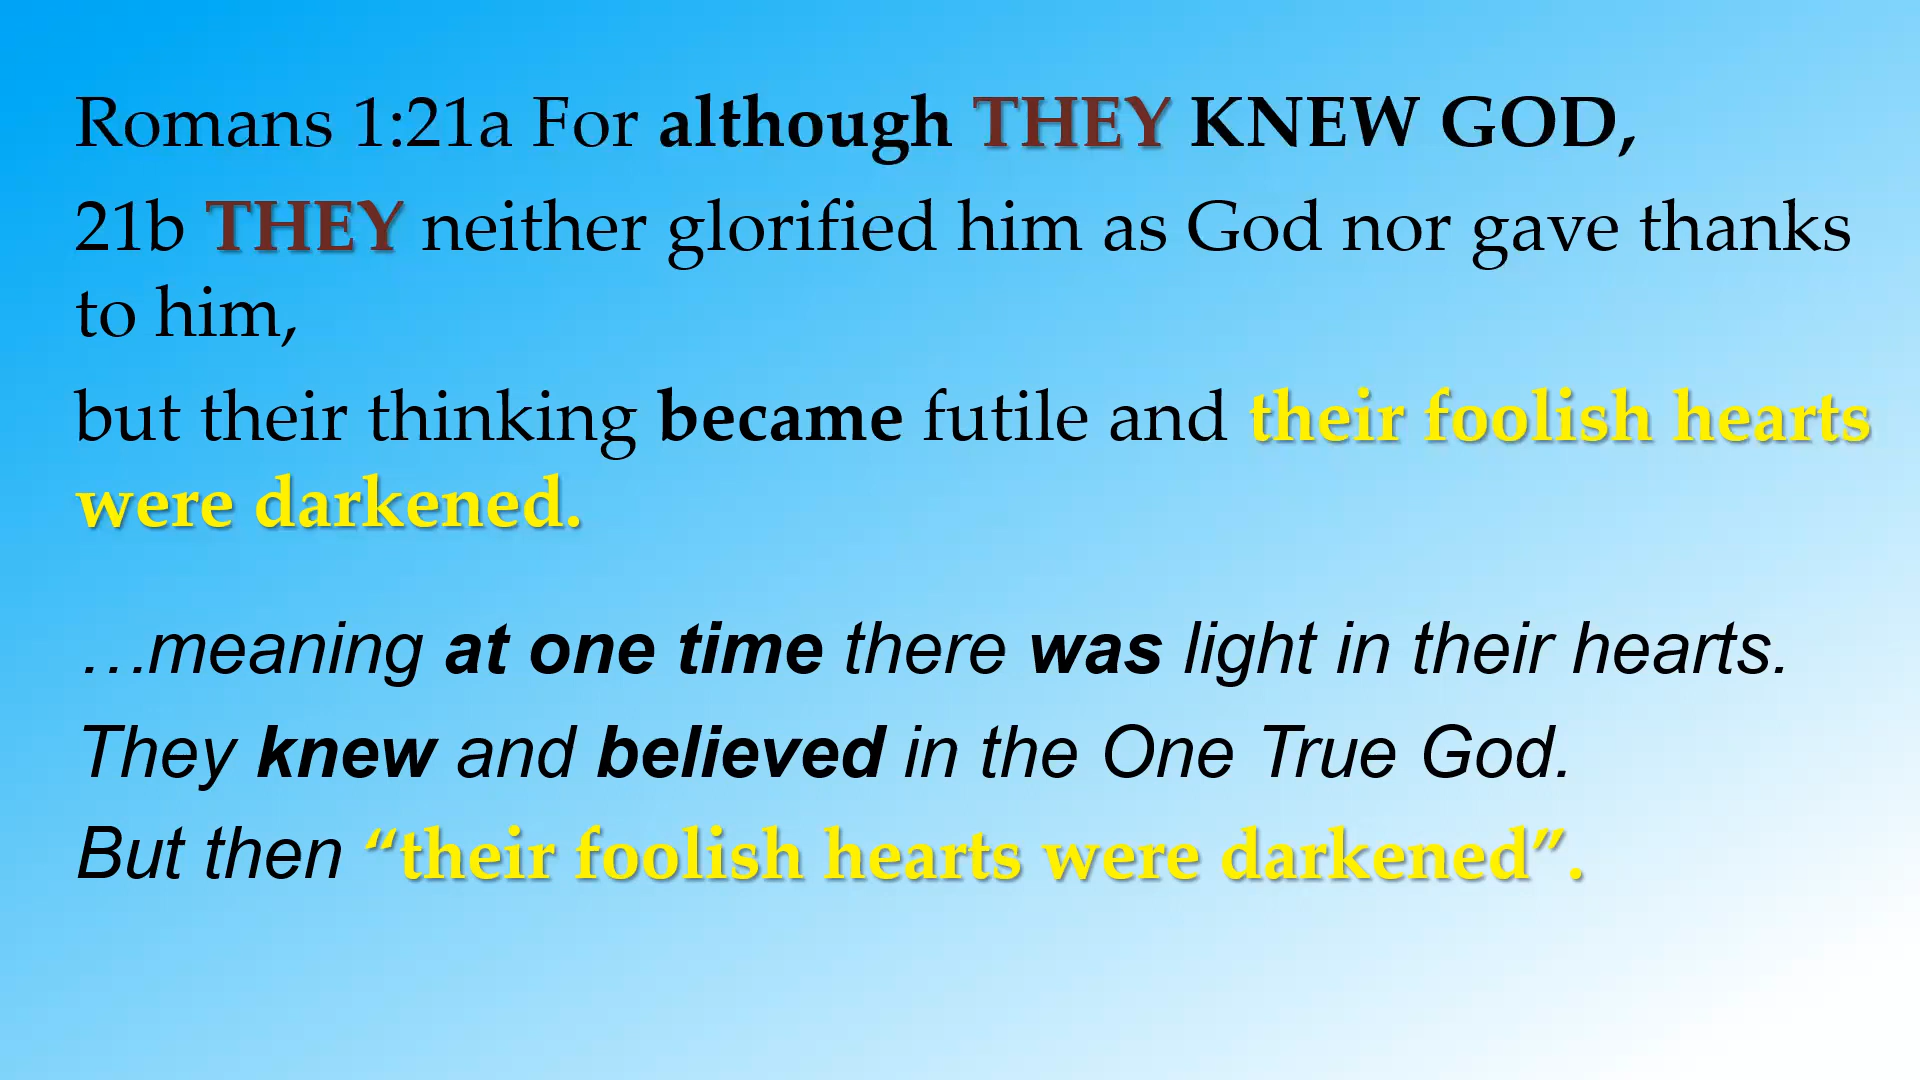 Romans 1:21a For although THEY KNEW GOD,
21b THEY neither glorified him as God nor gave thanks
to him,
but their thinking became futile and their foolish hearts
were darkened.
…meaning at one time there was light in their hearts.
They knew and believed in the One True God.
But then “their foolish hearts were darkened”.